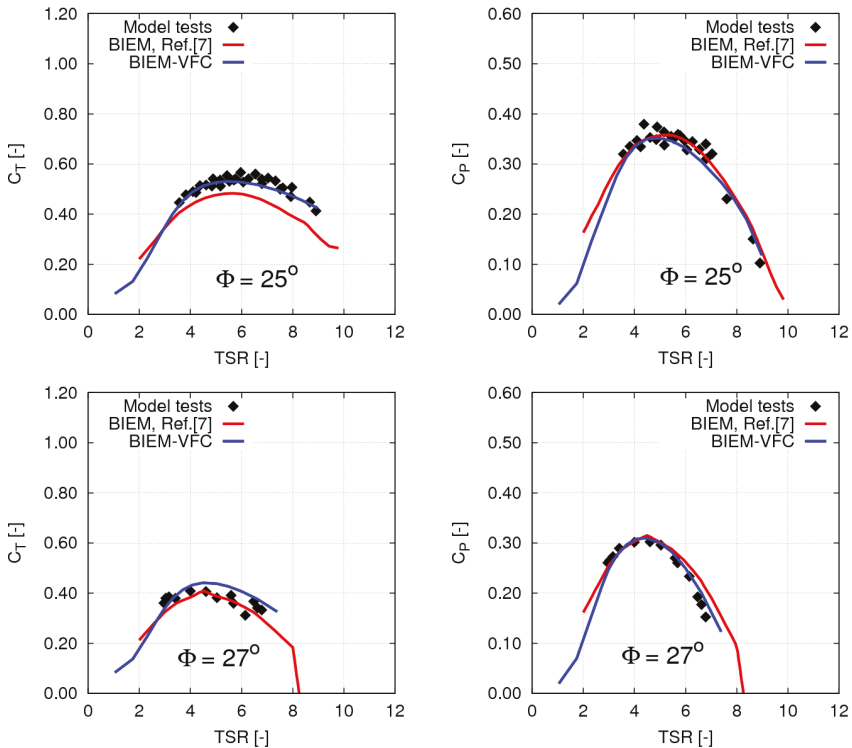 1.20
1.00
0.80
0.60
0.40
0.20
0.00
C_T [-]
Model tests
BIEM, Ref.[7]
BIEM-VFC
Φ = 25°
0 2 4 6 8 10 12
TSR [-]
0.60
0.50
0.40
0.30
0.20
0.10
0.00
C_P [-]
Model tests
BIEM, Ref.[7]
BIEM-VFC
Φ = 25°
0 2 4 6 8 10 12
TSR [-]
1.20
1.00
0.80
0.60
0.40
0.20
0.00
C_T [-]
Model tests
BIEM, Ref.[7]
BIEM-VFC
Φ = 27°
0 2 4 6 8 10 12
TSR [-]
0.60
0.50
0.40
0.30
0.20
0.10
0.00
C_P [-]
Model tests
BIEM, Ref.[7]
BIEM-VFC
Φ = 27°
0 2 4 6 8 10 12
TSR [-]